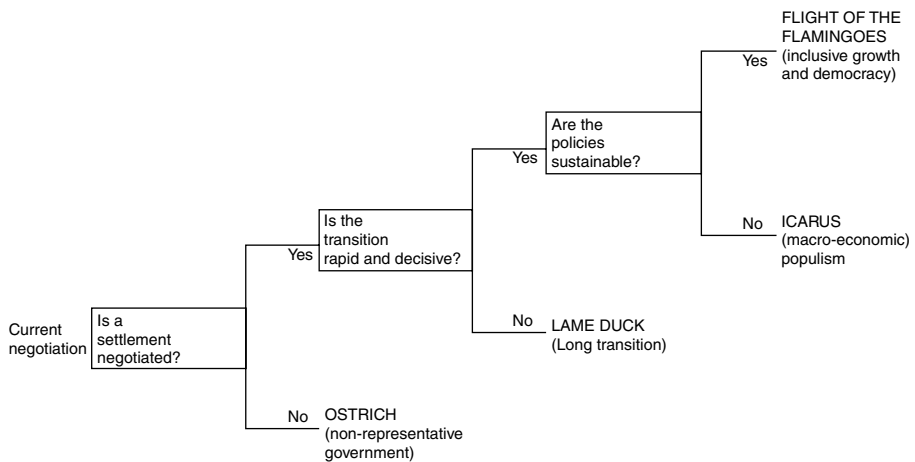 FLIGHT OF THE
FLAMINGOES
(inclusive growth
and democracy)
Yes
Are the
policies
sustainable?
Yes
No
ICARUS
(macro-economic)
populism
Is the
transition
rapid and decisive?
Yes
No
LAME DUCK
(Long transition)
Current
negotiation
Is a
settlement
negotiated?
No
OSTRICH
(non-representative
government)